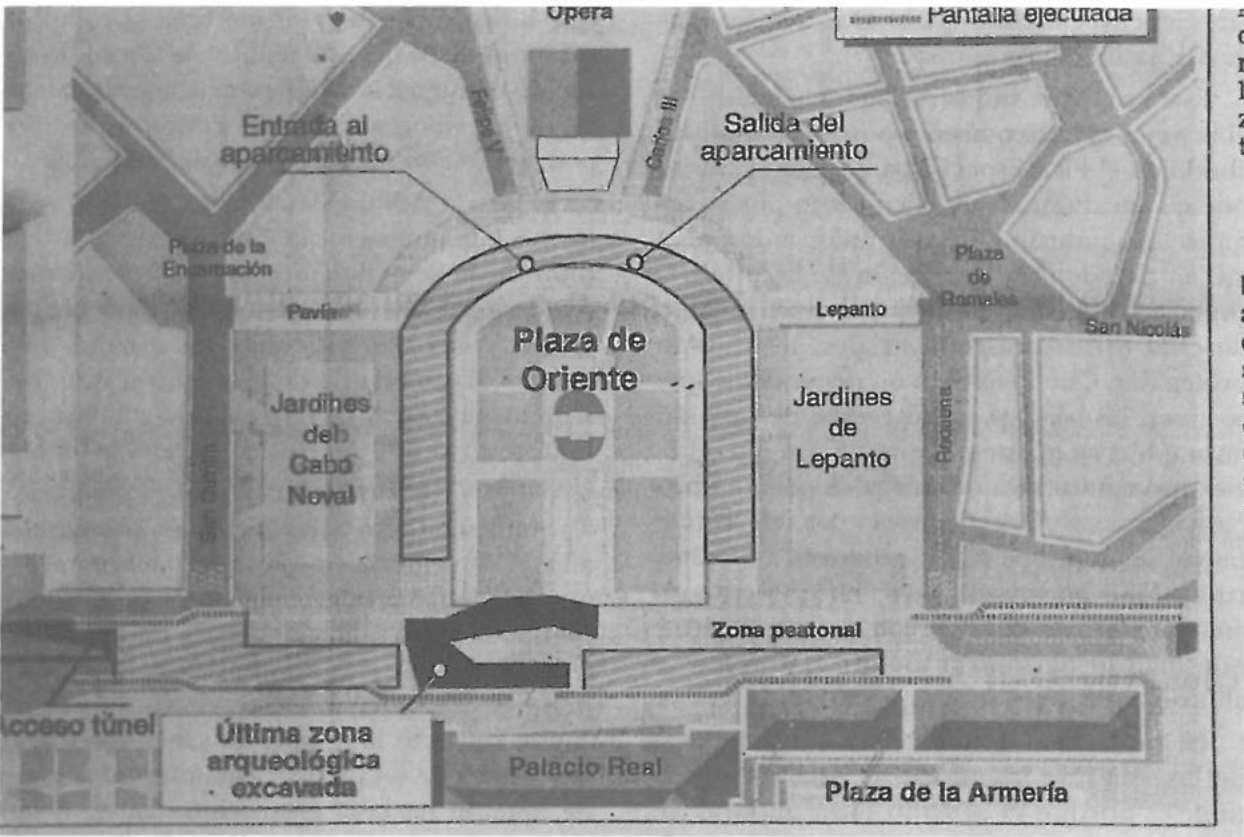 Opera
Pantalla ejecutada
Felipe V
Carlos III
Entrada al
aparcamiento
Salida del
aparcamiento
Plaza de la
Encarnación
Plaza
de
Ramales
Pavía
Lepanto
San Nicolás
Plaza de
Oriente
Jardines
del
Cabo
Noval
Jardines
de
Lepanto
Requena
San Quintín
Zona peatonal
Acceso túnel
Última zona
arqueológica
excavada
Palacio Real
Plaza de la Armería